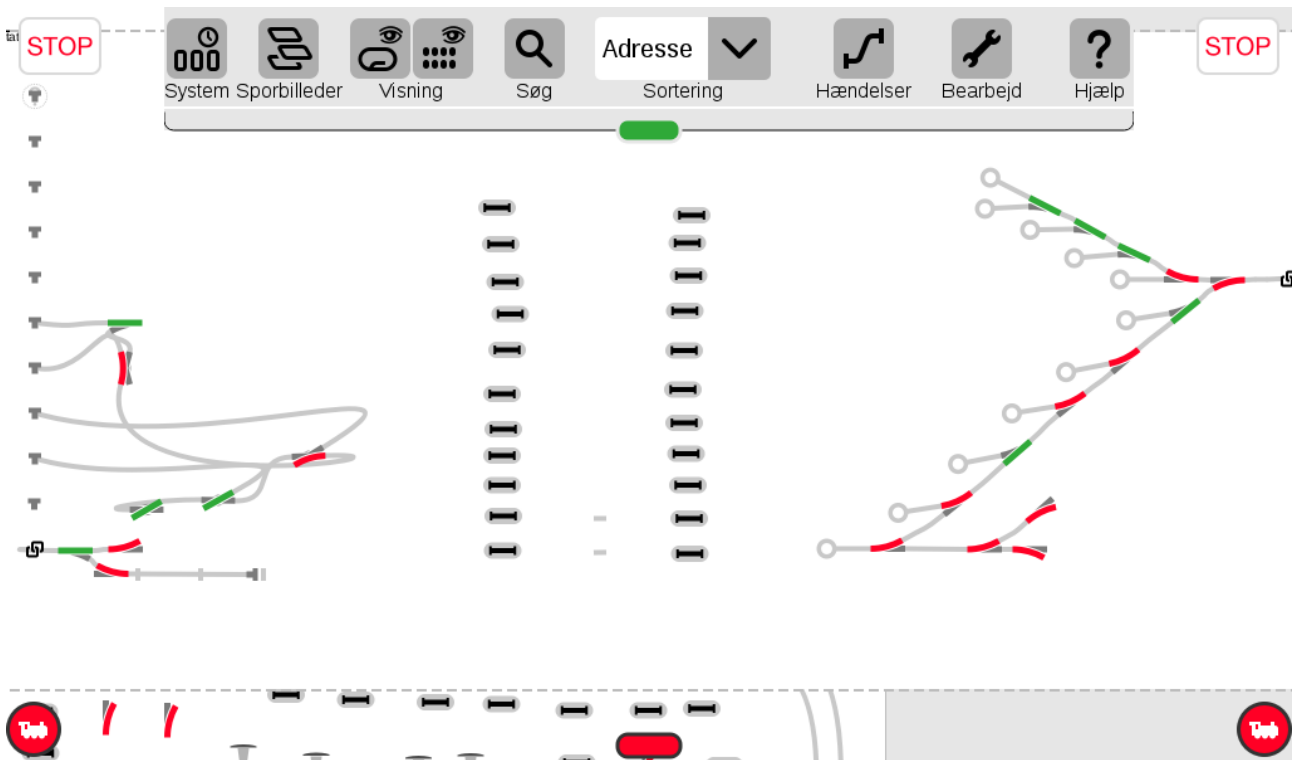 STOP
Adresse
STOP
System Sporbilleder Visning Søg Sortering Hændelser Bearbejd Hjælp